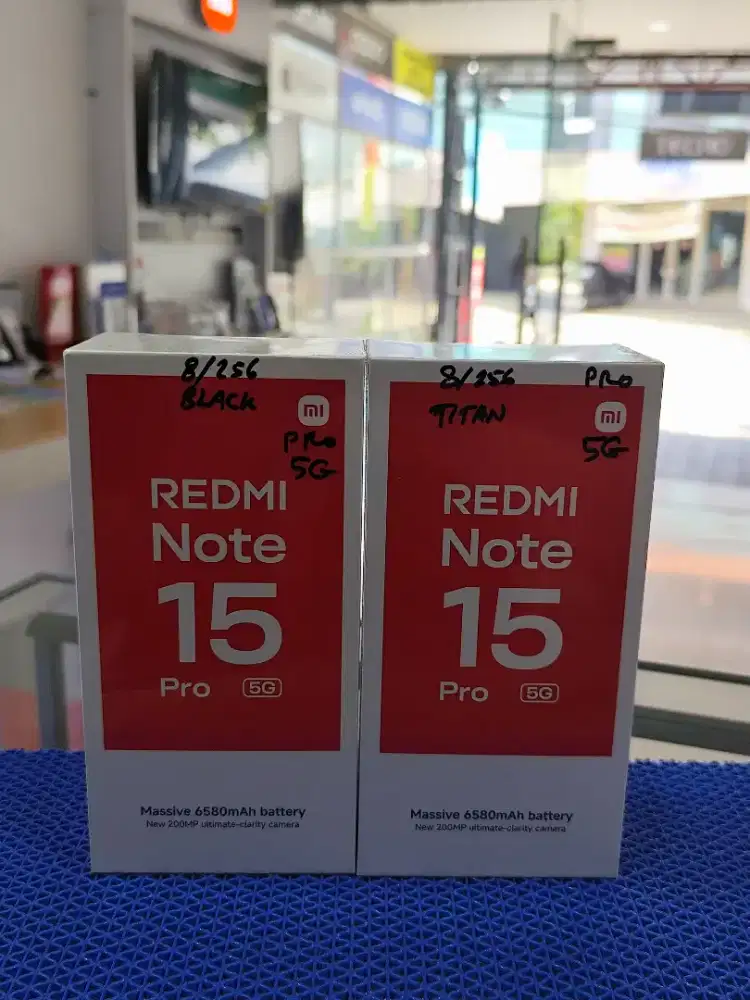 8/256
BLACK
mi
PRO
5G
REDMI
Note
15
Pro 5G
Massive 6580mAh battery
New 200MP ultimate-clarity camera
8/256 PRO
TITAN
mi
5G
REDMI
Note
15
Pro 5G
Massive 6580mAh battery
New 200MP ultimate-clarity camera